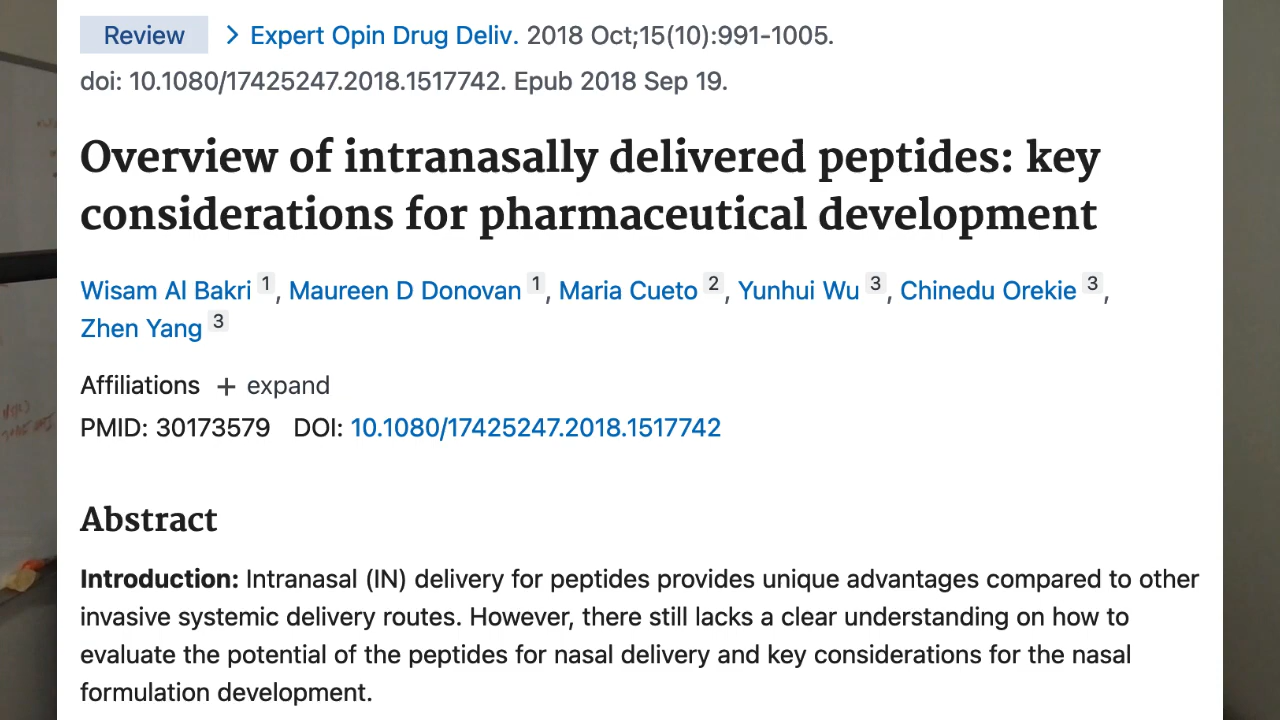 Review > Expert Opin Drug Deliv. 2018 Oct;15(10):991-1005.
doi: 10.1080/17425247.2018.1517742. Epub 2018 Sep 19.
Overview of intranasally delivered peptides: key
considerations for pharmaceutical development
Wisam Al Bakri 1, Maureen D Donovan 1, Maria Cueto 2, Yunhui Wu 3, Chinedu Orekie 3,
Zhen Yang 3
Affiliations + expand
PMID: 30173579 DOI: 10.1080/17425247.2018.1517742
Abstract
Introduction: Intranasal (IN) delivery for peptides provides unique advantages compared to other
invasive systemic delivery routes. However, there still lacks a clear understanding on how to
evaluate the potential of the peptides for nasal delivery and key considerations for the nasal
formulation development.